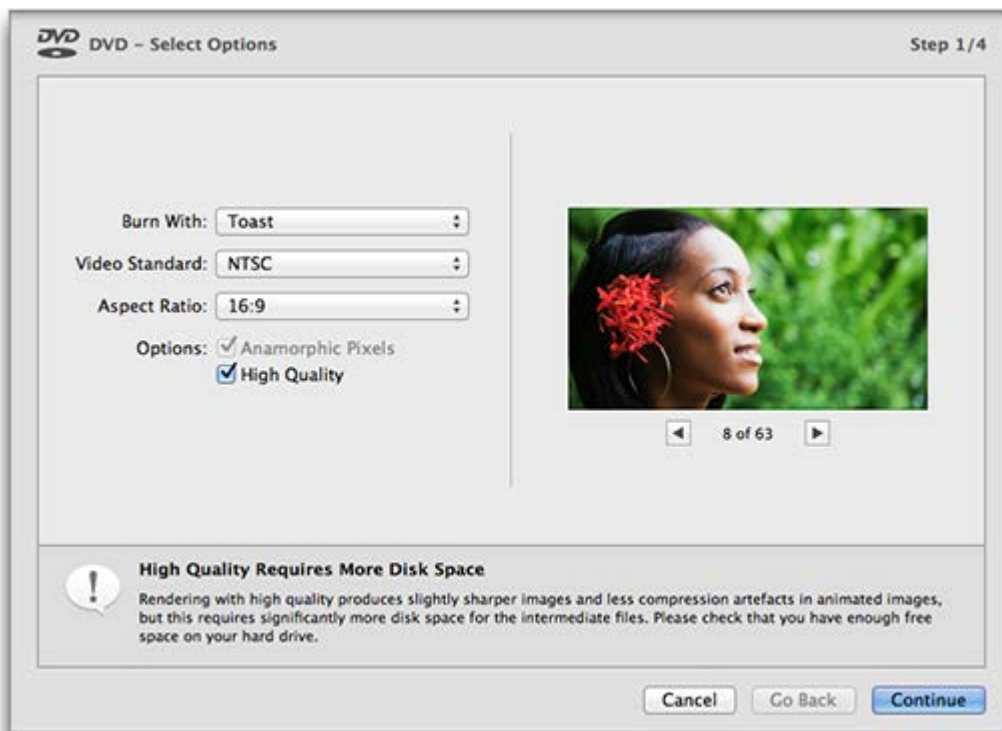 DVD DVD – Select Options
Step 1/4
Burn With: Toast
Video Standard: NTSC
Aspect Ratio: 16:9
Options: Anamorphic Pixels
High Quality
8 of 63
High Quality Requires More Disk Space
Rendering with high quality produces slightly sharper images and less compression artefacts in animated images,
but this requires significantly more disk space for the intermediate files. Please check that you have enough free
space on your hard drive.
Cancel Go Back Continue